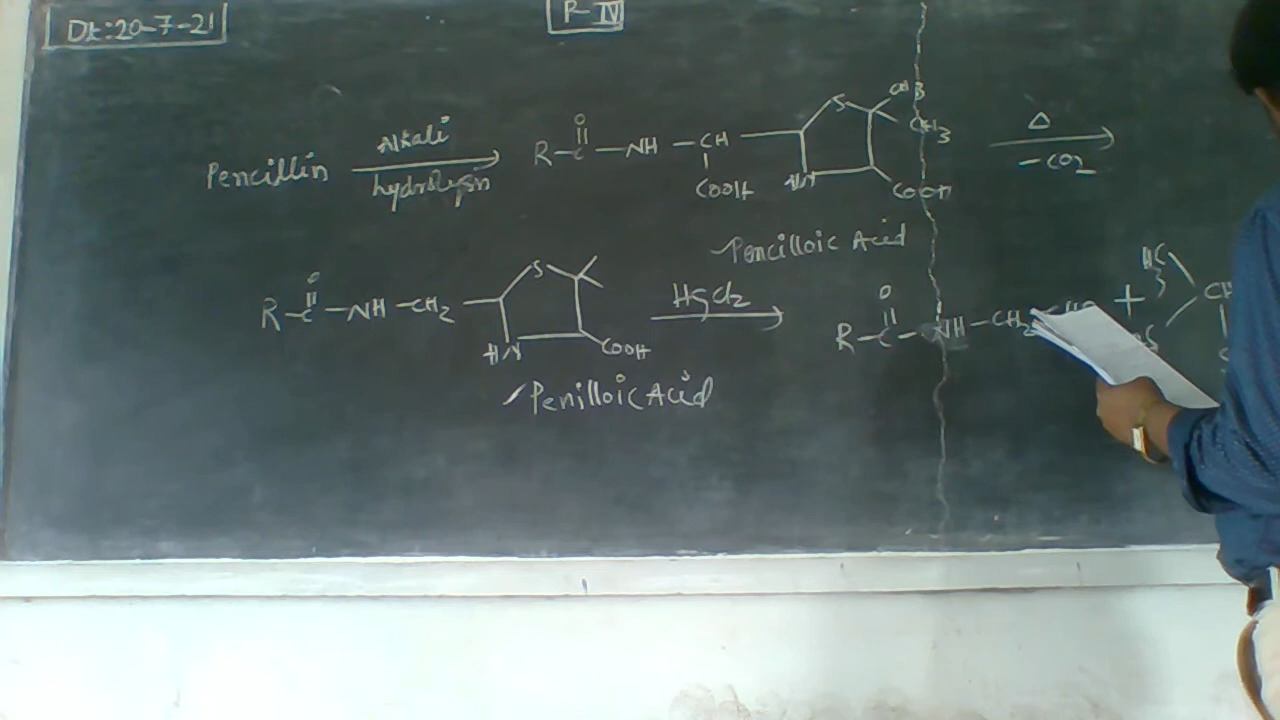 Dt: 20-7-21
P-IV
Pencillin
Alkali
hydrolysis
R-C-NH-CH
O
COOH
S
CH3
CH3
HN
COOH
Δ
-CO2
Pencilloic Acid
O
R-C-NH-CH2
S
HN
COOH
HgCl2
O
R-C-NH-CH2
+
Penilloic Acid